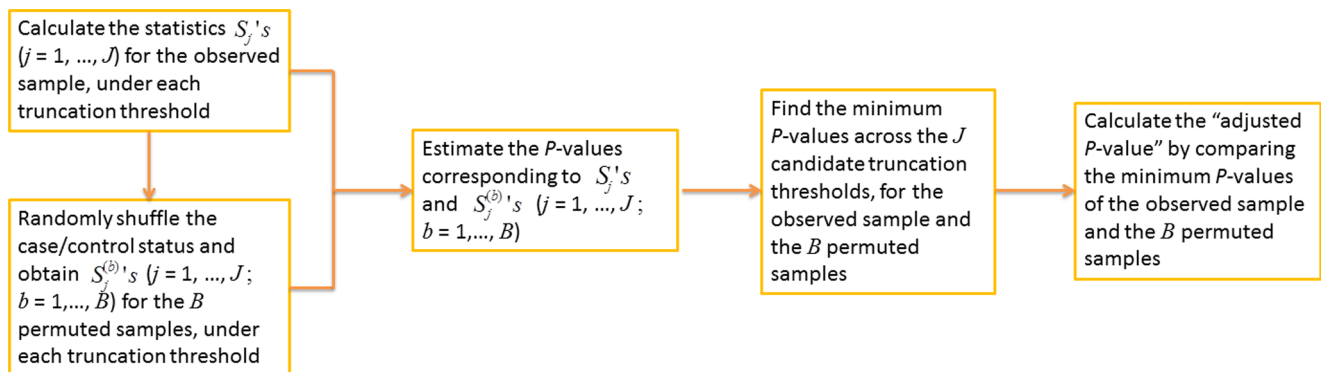 Calculate the statistics S_j's
(j = 1, ..., J) for the observed
sample, under each
truncation threshold
Randomly shuffle the
case/control status and
obtain S_j^(b)'s (j = 1, ..., J;
b = 1,..., B) for the B
permuted samples, under
each truncation threshold
Estimate the P-values
corresponding to S_j's
and S_j^(b)'s (j = 1, ..., J;
b = 1,..., B)
Find the minimum
P-values across the J
candidate truncation
thresholds, for the
observed sample and
the B permuted
samples
Calculate the “adjusted
P-value” by comparing
the minimum P-values
of the observed sample
and the B permuted
samples